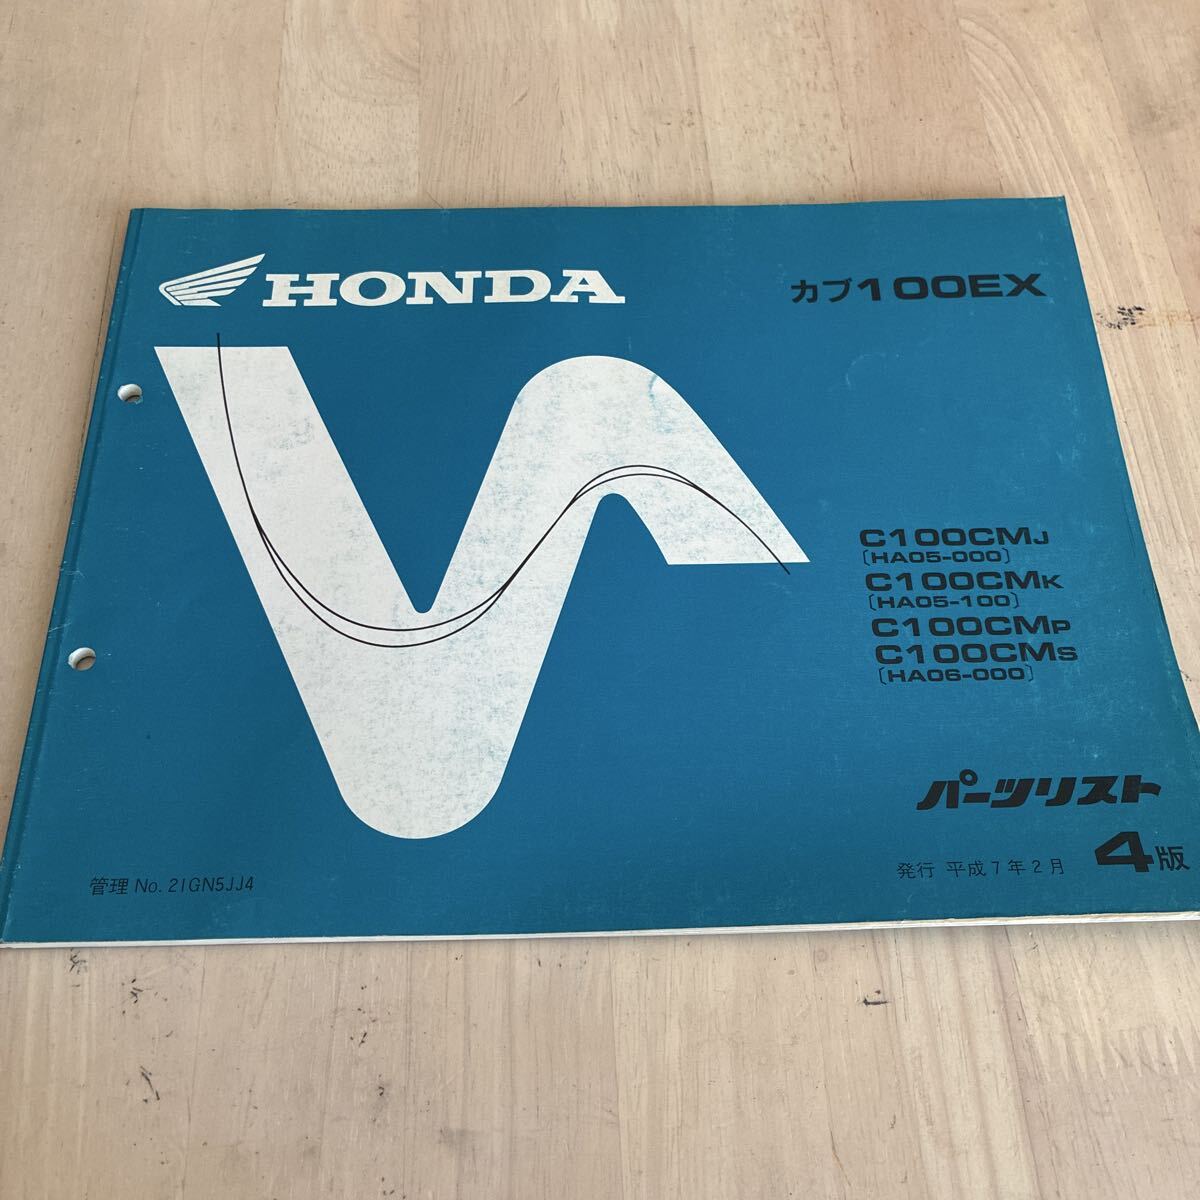 HONDA
カブ100EX
C100CMJ
〔HA05-000〕
C100CMK
〔HA05-100〕
C100CMP
C100CMS
〔HA06-000〕
パーツリスト
発行 平成7年2月 4版
管理 No. 21GN5JJ4